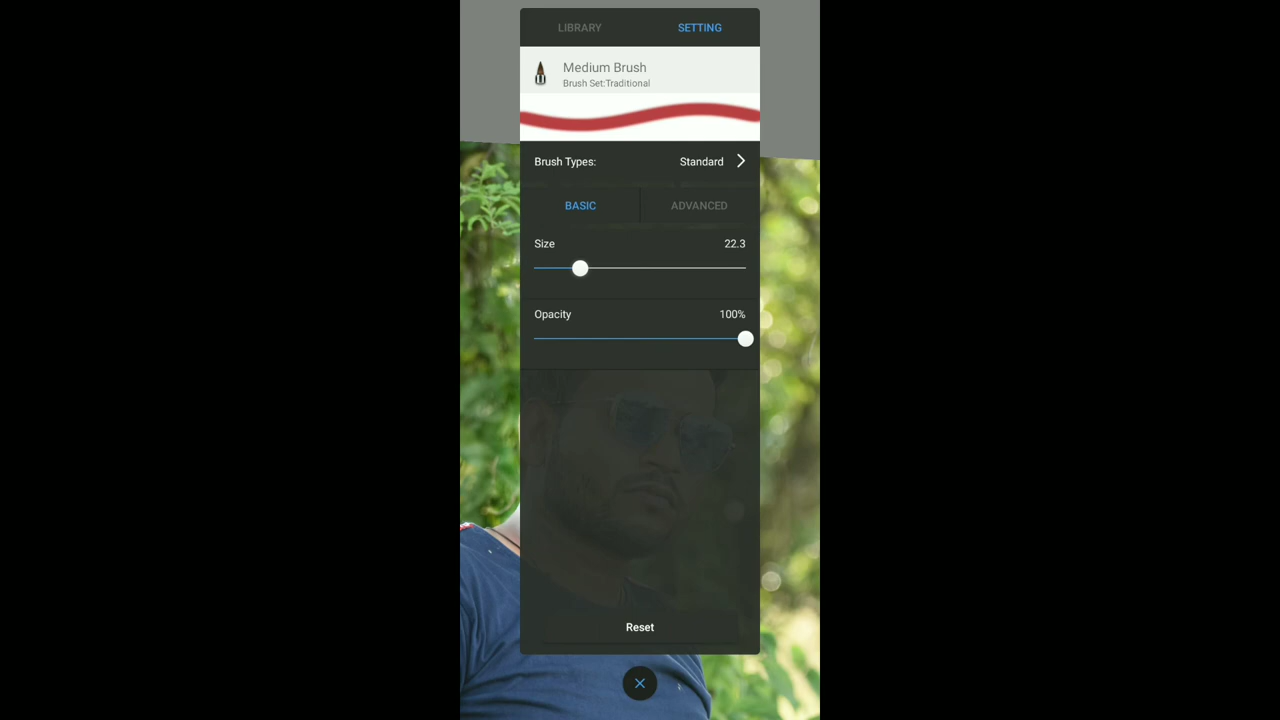 LIBRARY SETTING
Medium Brush
Brush Set:Traditional
Brush Types: Standard
BASIC ADVANCED
Size 22.3
Opacity 100%
Reset